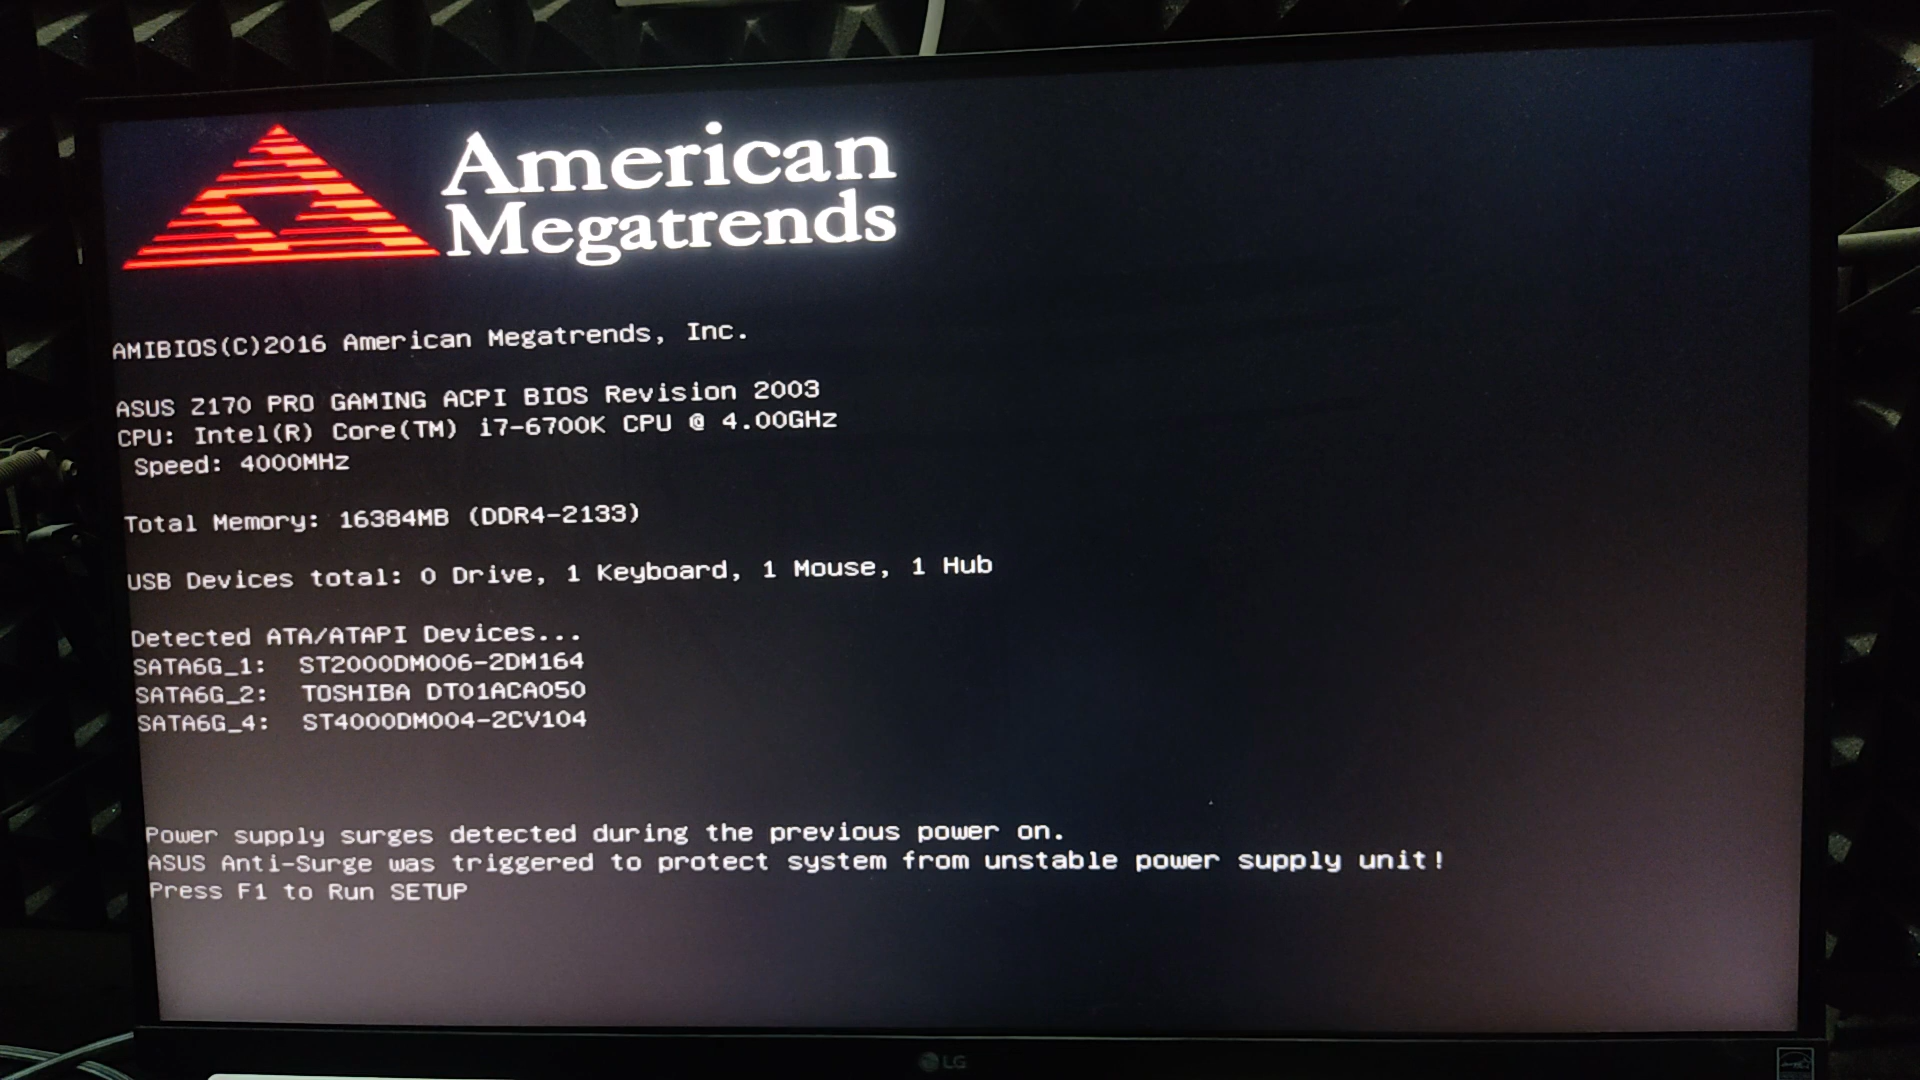 American
Megatrends
AMIBIOS(C)2016 American Megatrends, Inc.
ASUS Z170 PRO GAMING ACPI BIOS Revision 2003
CPU: Intel(R) Core(TM) i7-6700K CPU @ 4.00GHz
Speed: 4000MHz
Total Memory: 16384MB (DDR4-2133)
USB Devices total: 0 Drive, 1 Keyboard, 1 Mouse, 1 Hub
Detected ATA/ATAPI Devices...
SATA6G_1: ST2000DM006-2DM164
SATA6G_2: TOSHIBA DT01ACA050
SATA6G_4: ST4000DM004-2CV104
Power supply surges detected during the previous power on.
ASUS Anti-Surge was triggered to protect system from unstable power supply unit!
Press F1 to Run SETUP
LG